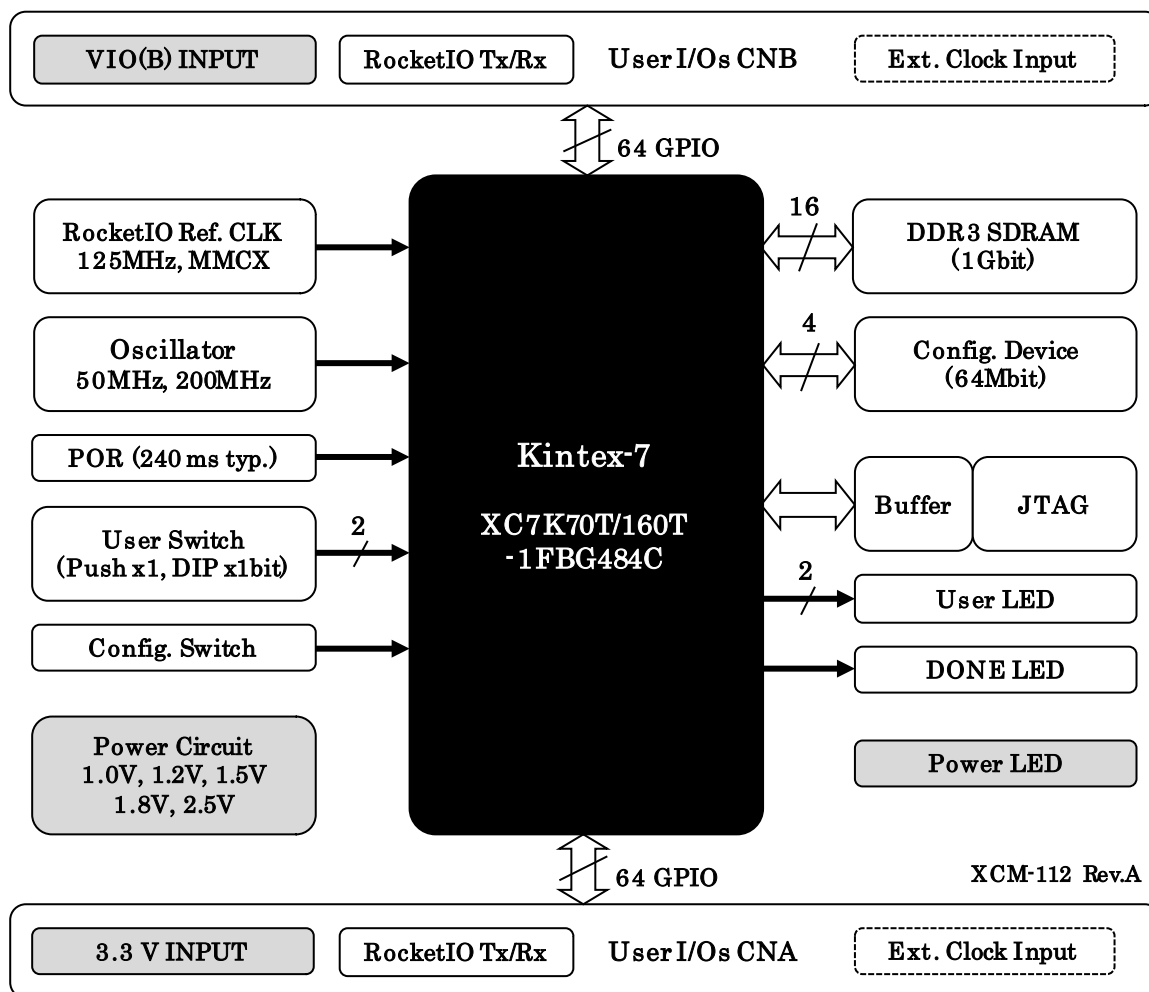 VIO(B) INPUT
RocketIO Tx/Rx
User I/Os CNB
Ext. Clock Input
64 GPIO
RocketIO Ref. CLK
125MHz, MMCX
Oscillator
50MHz, 200MHz
POR (240 ms typ.)
2
User Switch
(Push x1, DIP x1bit)
Config. Switch
Power Circuit
1.0V, 1.2V, 1.5V
1.8V, 2.5V
Kintex-7
XC7K70T/160T
-1FBG484C
16
DDR3 SDRAM
(1Gbit)
4
Config. Device
(64Mbit)
Buffer
JTAG
2
User LED
DONE LED
Power LED
64 GPIO
XCM-112 Rev.A
3.3 V INPUT
RocketIO Tx/Rx
User I/Os CNA
Ext. Clock Input